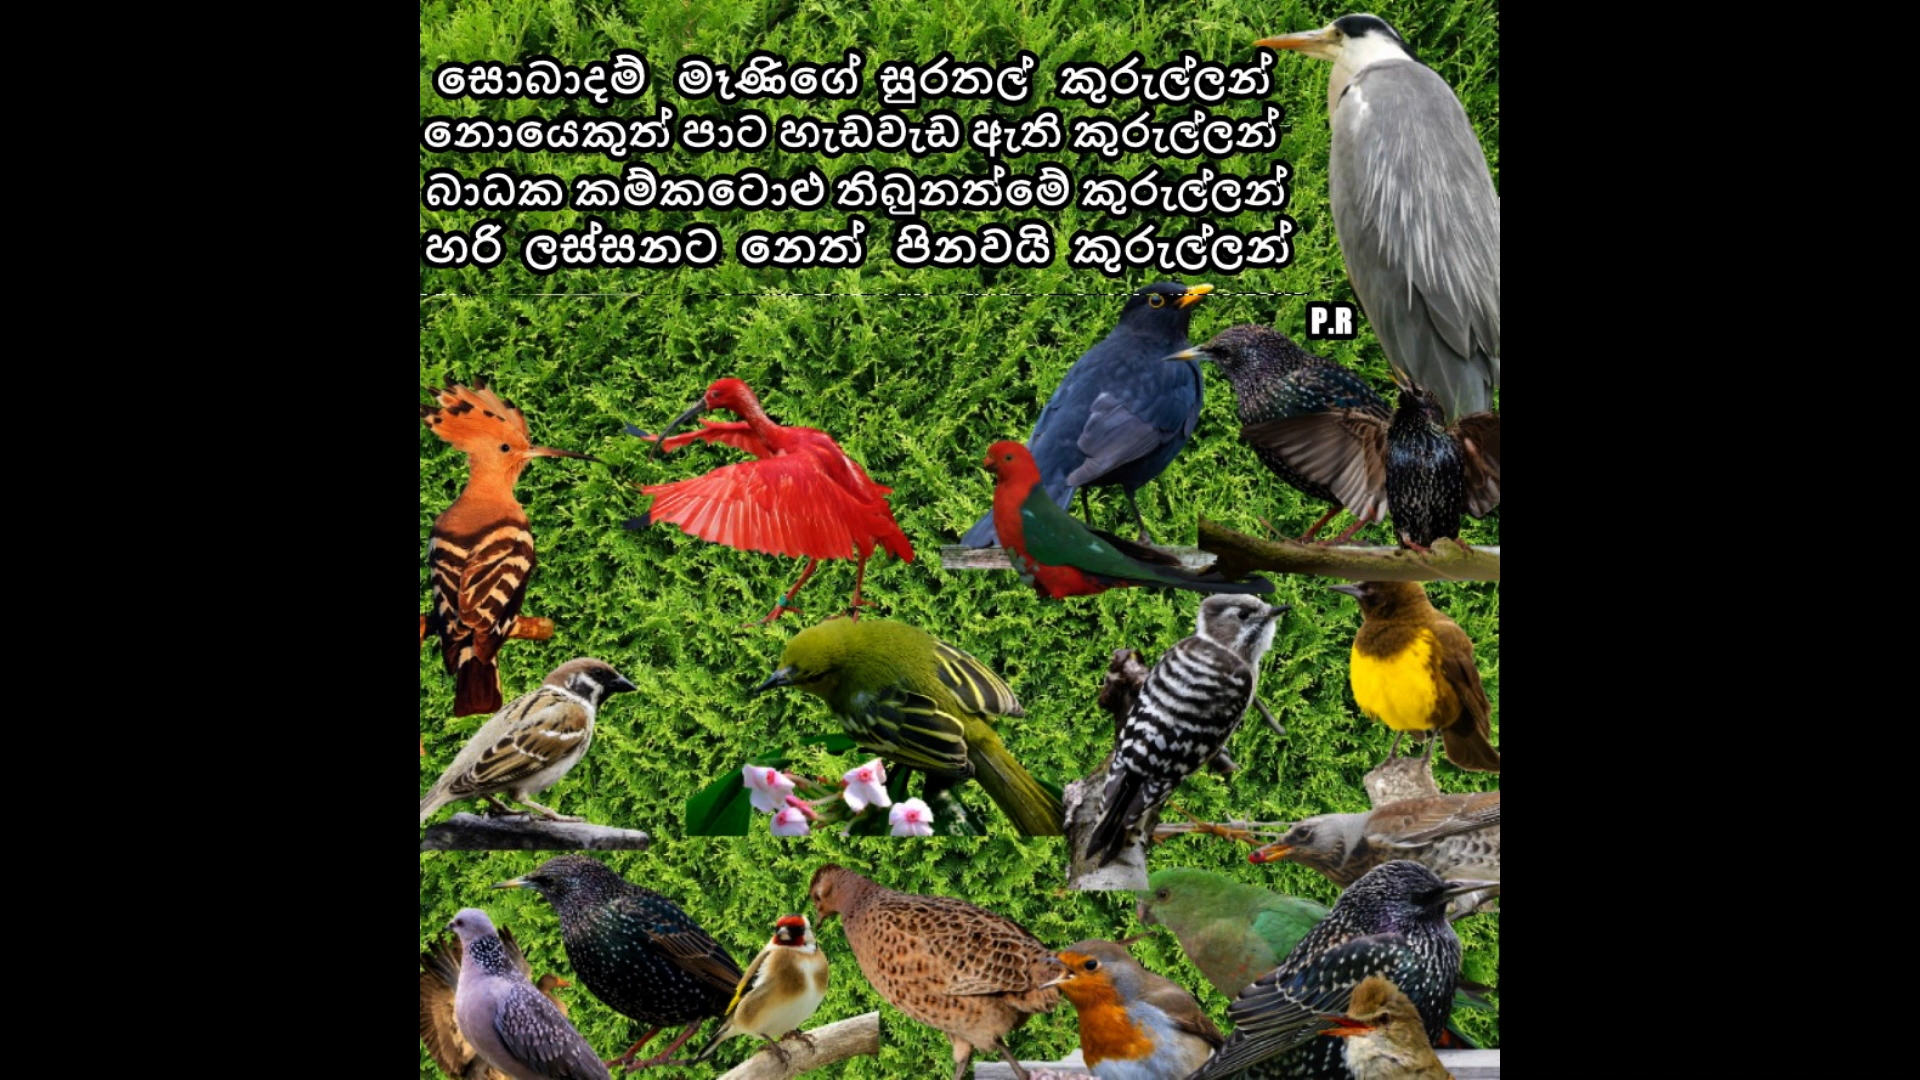 සොබාදම් මෑණිගේ සුරතල් කුරුල්ලන්
නොයෙකුත් පාට හැඩවැඩ ඇති කුරුල්ලන්
බාධක කම්කටොළු තිබුනත්මේ කුරුල්ලන්
හරි ලස්සනට නෙත් පිනවයි කුරුල්ලන්
P.R